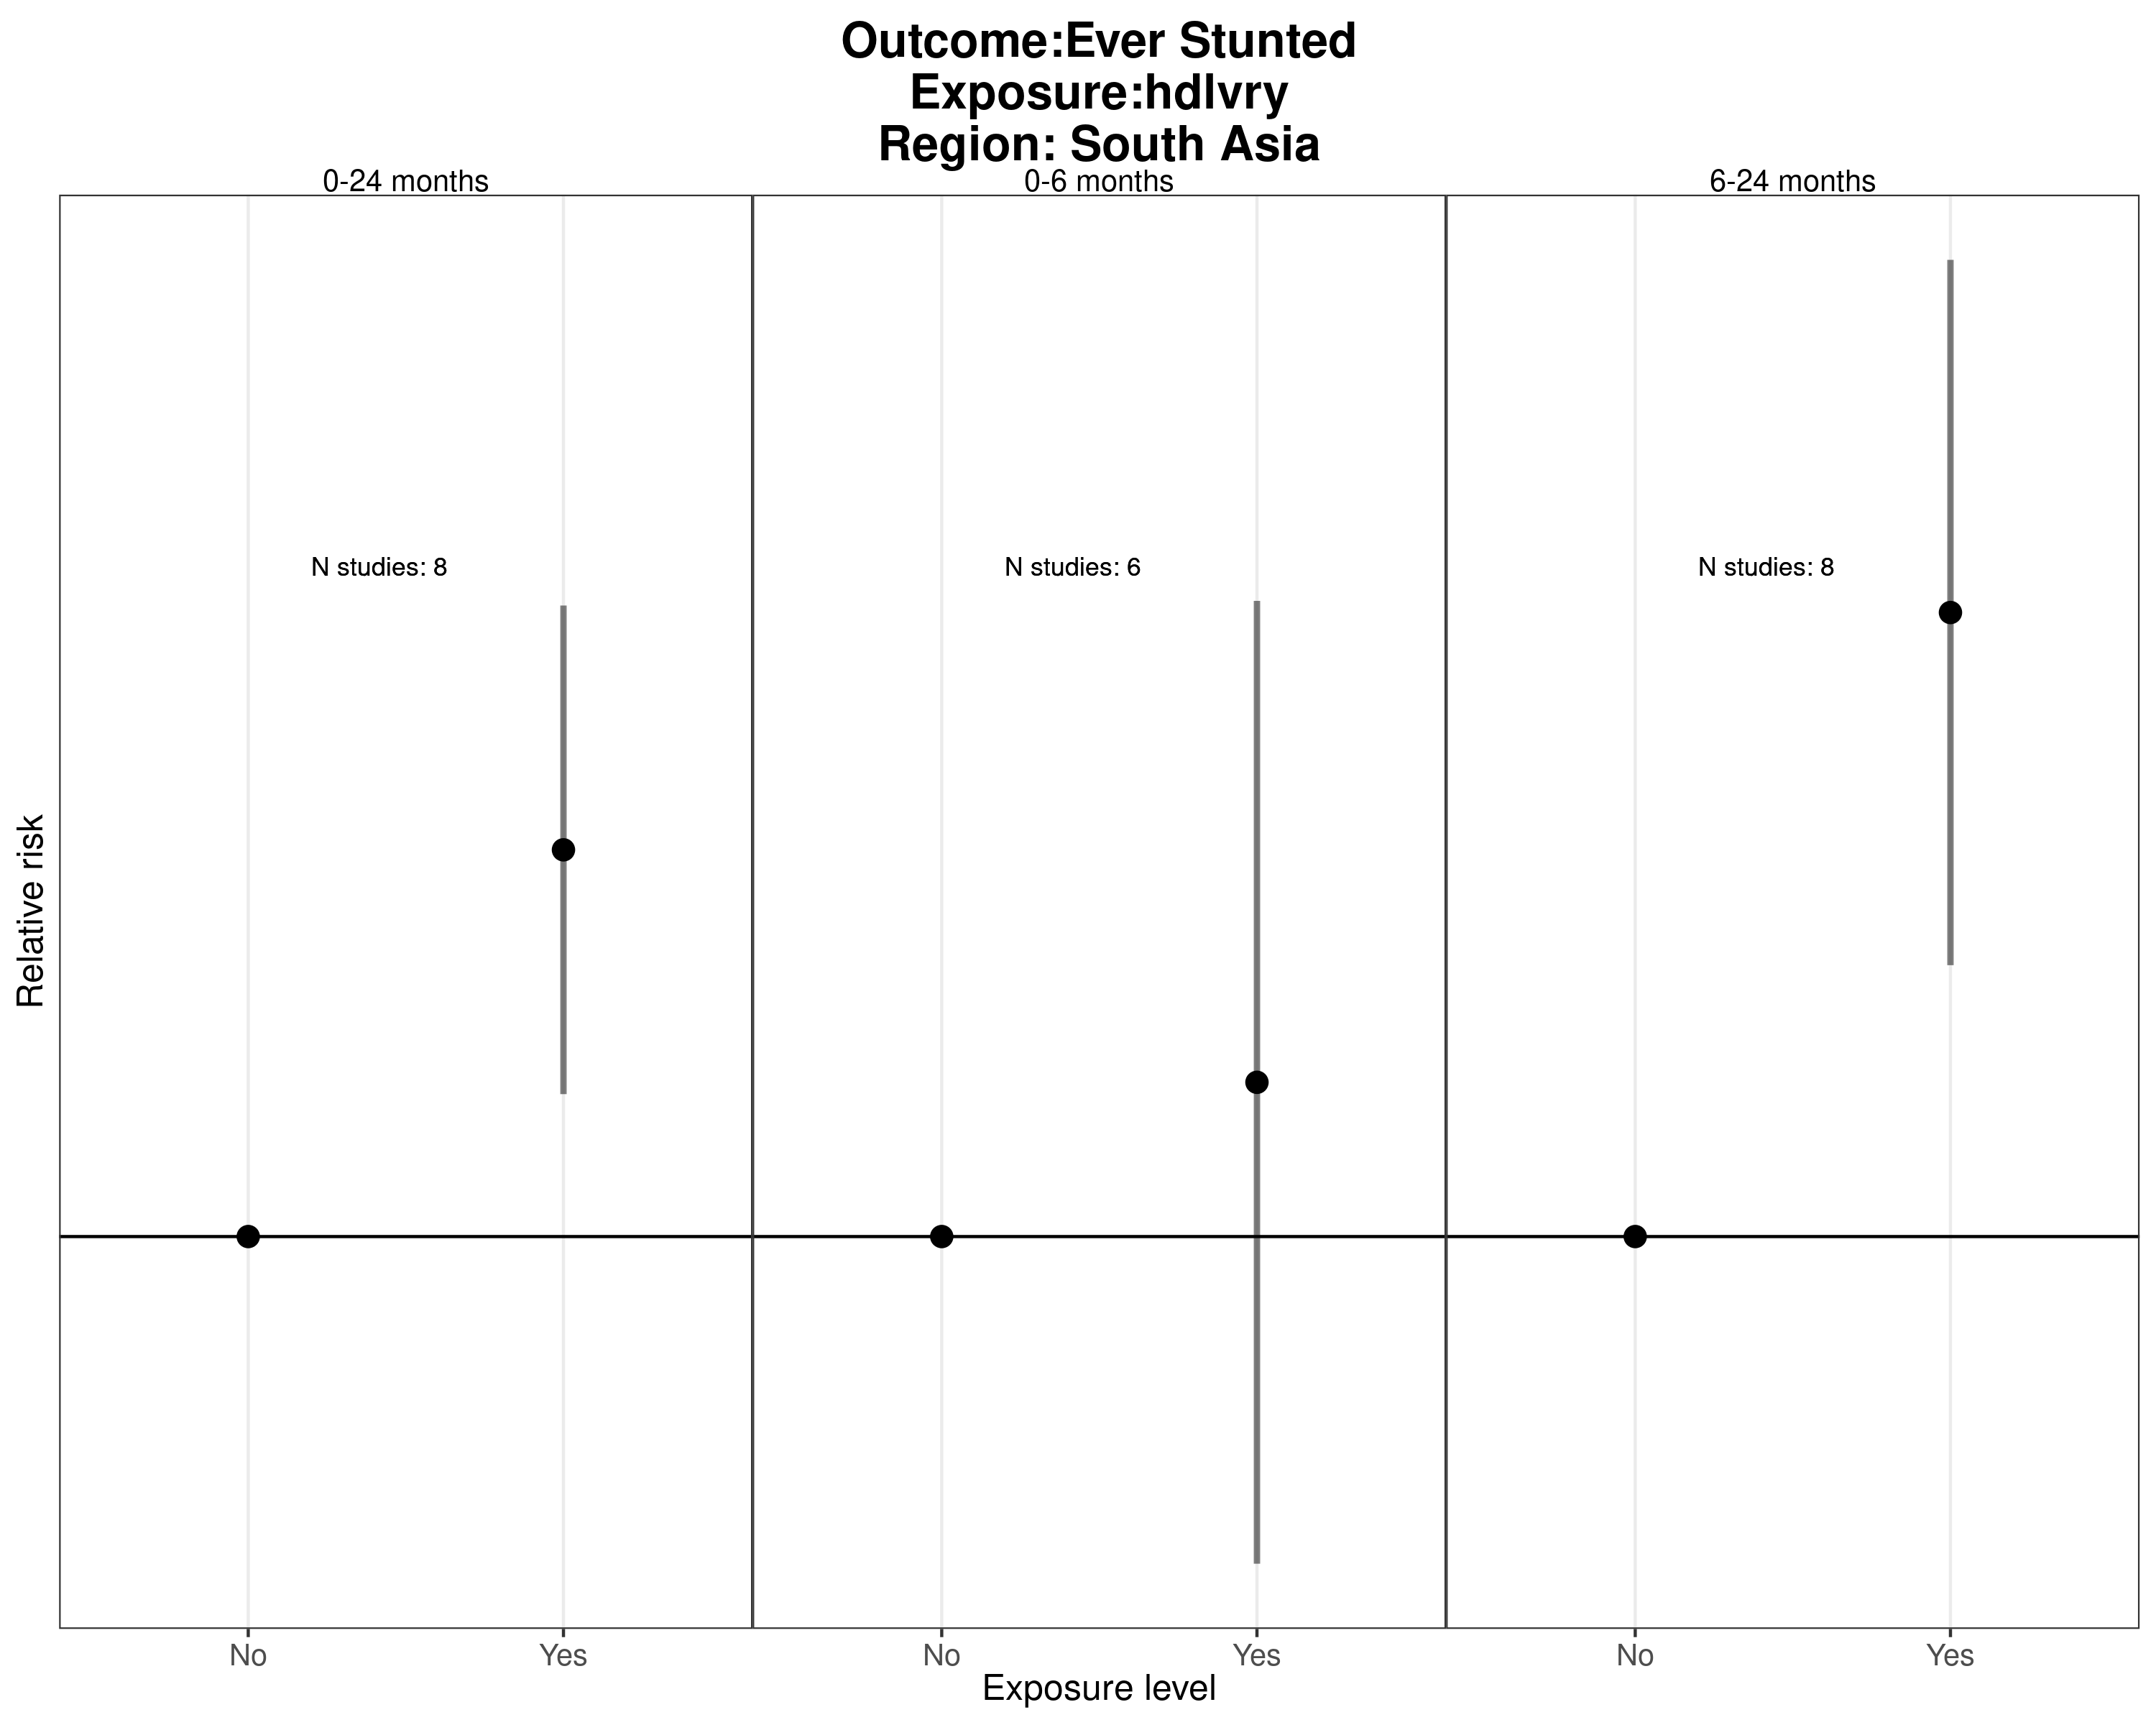 Outcome:Ever Stunted
Exposure:hdlvry
Region: South Asia
0-24 months
0-6 months
6-24 months
N studies: 8
N studies: 6
N studies: 8
Relative risk
No
Yes
No
Yes
No
Yes
Exposure level